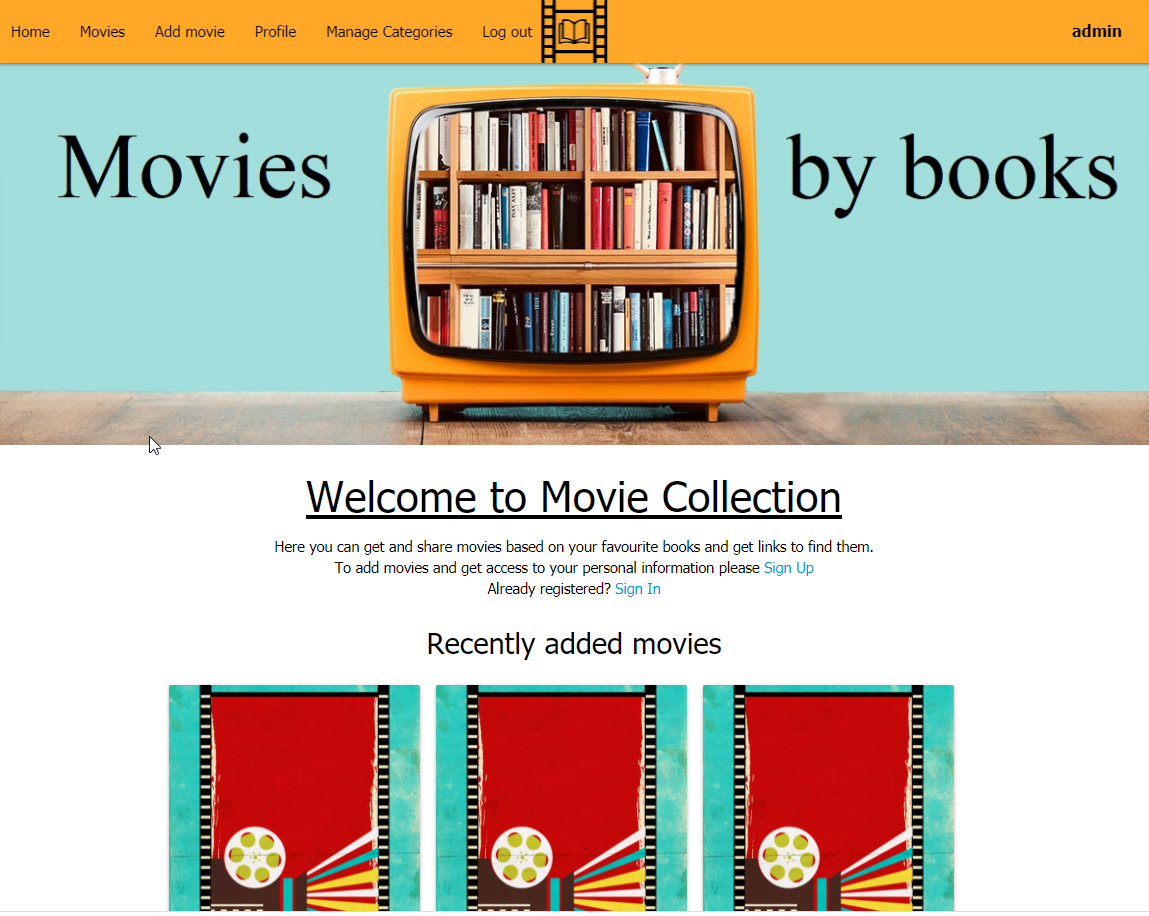 Home Movies Add movie Profile Manage Categories Log out admin
Movies by books
Welcome to Movie Collection
Here you can get and share movies based on your favourite books and get links to find them.
To add movies and get access to your personal information please Sign Up
Already registered? Sign In
Recently added movies